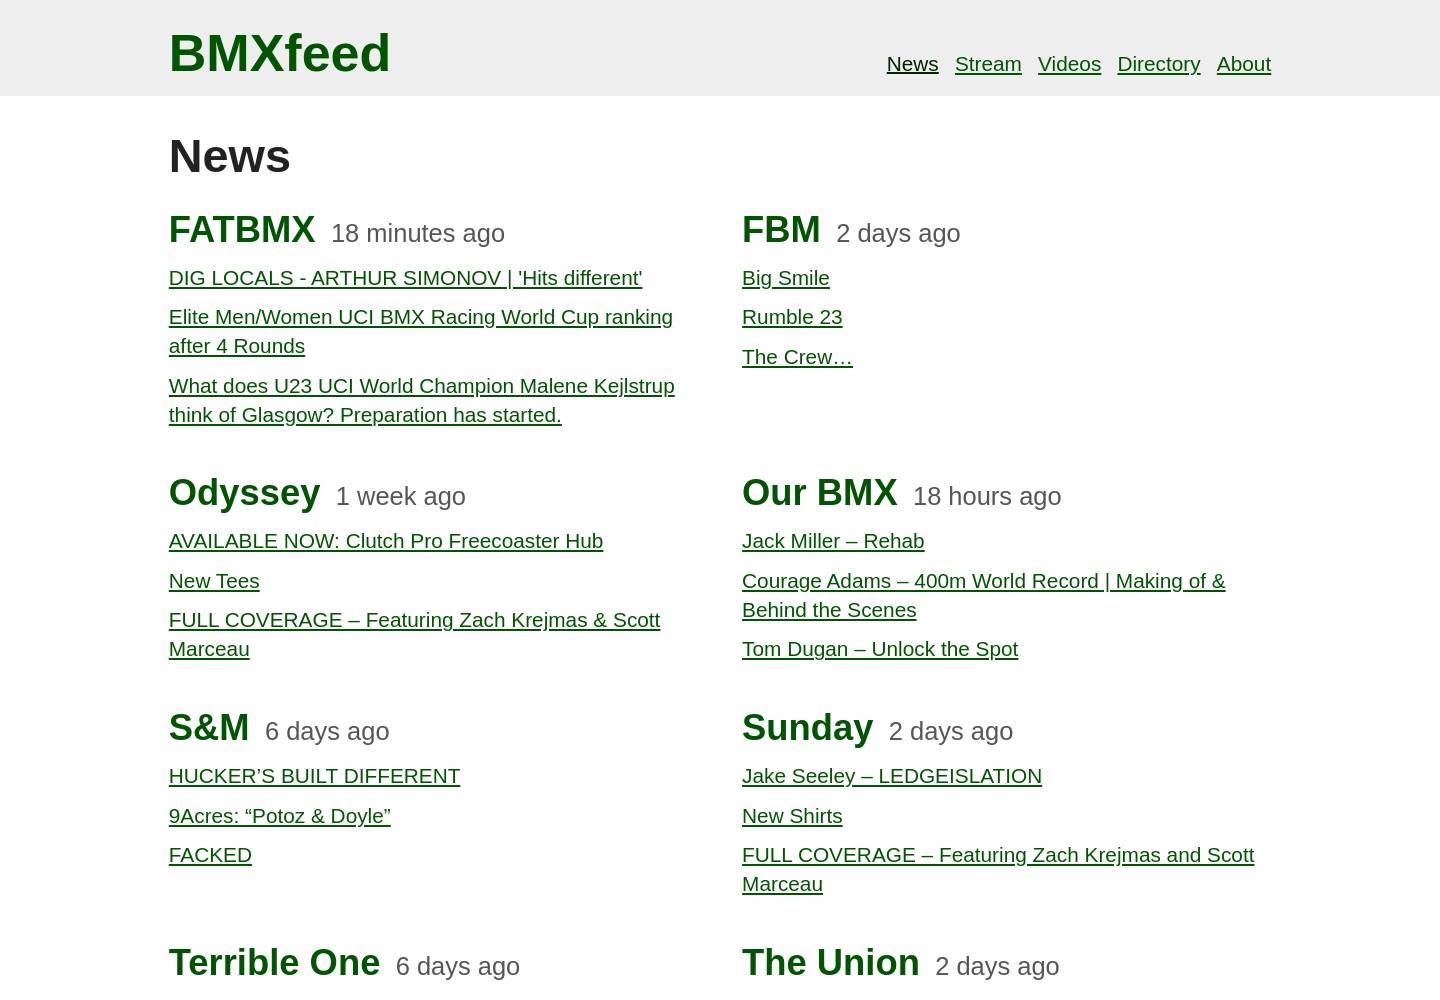 BMXfeed
News Stream Videos Directory About
News
FATBMX 18 minutes ago
DIG LOCALS - ARTHUR SIMONOV | 'Hits different'
Elite Men/Women UCI BMX Racing World Cup ranking
after 4 Rounds
What does U23 UCI World Champion Malene Kejlstrup
think of Glasgow? Preparation has started.
FBM 2 days ago
Big Smile
Rumble 23
The Crew…
Odyssey 1 week ago
AVAILABLE NOW: Clutch Pro Freecoaster Hub
New Tees
FULL COVERAGE – Featuring Zach Krejmas & Scott
Marceau
Our BMX 18 hours ago
Jack Miller – Rehab
Courage Adams – 400m World Record | Making of &
Behind the Scenes
Tom Dugan – Unlock the Spot
S&M 6 days ago
HUCKER’S BUILT DIFFERENT
9Acres: “Potoz & Doyle”
FACKED
Sunday 2 days ago
Jake Seeley – LEDGEISLATION
New Shirts
FULL COVERAGE – Featuring Zach Krejmas and Scott
Marceau
Terrible One 6 days ago
The Union 2 days ago